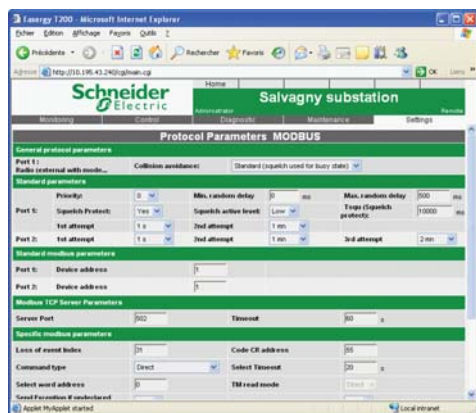 Easergy T200 - Microsoft Internet Explorer
Fichier Edition Affichage Favoris Outils ?
Précédente Rechercher Favoris
Adresse http://10.195.43.240/cgi/main.cgi OK Liens
Schneider Electric
Home
Salvagny substation
Administrator Remote
Monitoring Control Diagnostic Maintenance Settings
Protocol Parameters MODBUS
General protocol parameters
Port 1 :
Radio (external with mode... Collision avoidance: Standard (squelch used for busy state)
Standard parameters
Priority: 0 Min. random delay 0 ms Max. random delay 500 ms
Port 1: Squelch Protect: Yes Squelch active level: Low Tsqu (Squelch protect): 10000 ms
1st attempt 1 s 2nd attempt 1 mn
Port 2: 1st attempt 1 s 2nd attempt 1 mn 3rd attempt 2 mn
Standard modbus parameters
Port 1: Device address 1
Port 2: Device address 1
Modbus TCP Server Parameters
Server Port 502 Timeout 60 s
Specific modbus parameters
Loss of event Index 31 Code CR address 55
Command type Direct Select Timeout 20 s
Select word address 0 TM read mode Direct
Send Exception if undeclared
Applet MyApplet started Local intranet